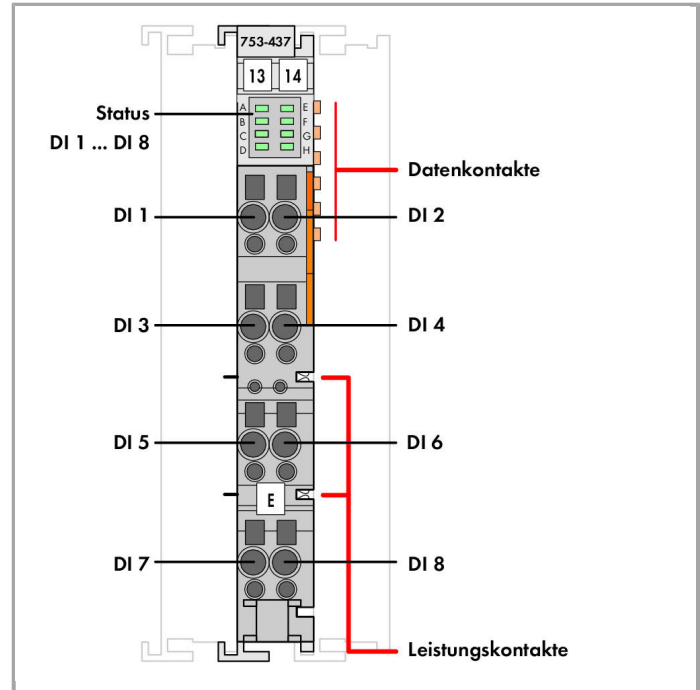 753-437
13 14
A E
B F
C G
D H
Status
DI 1 ... DI 8
Datenkontakte
DI 1 DI 2
DI 3 DI 4
DI 5 DI 6
E
DI 7 DI 8
Leistungskontakte